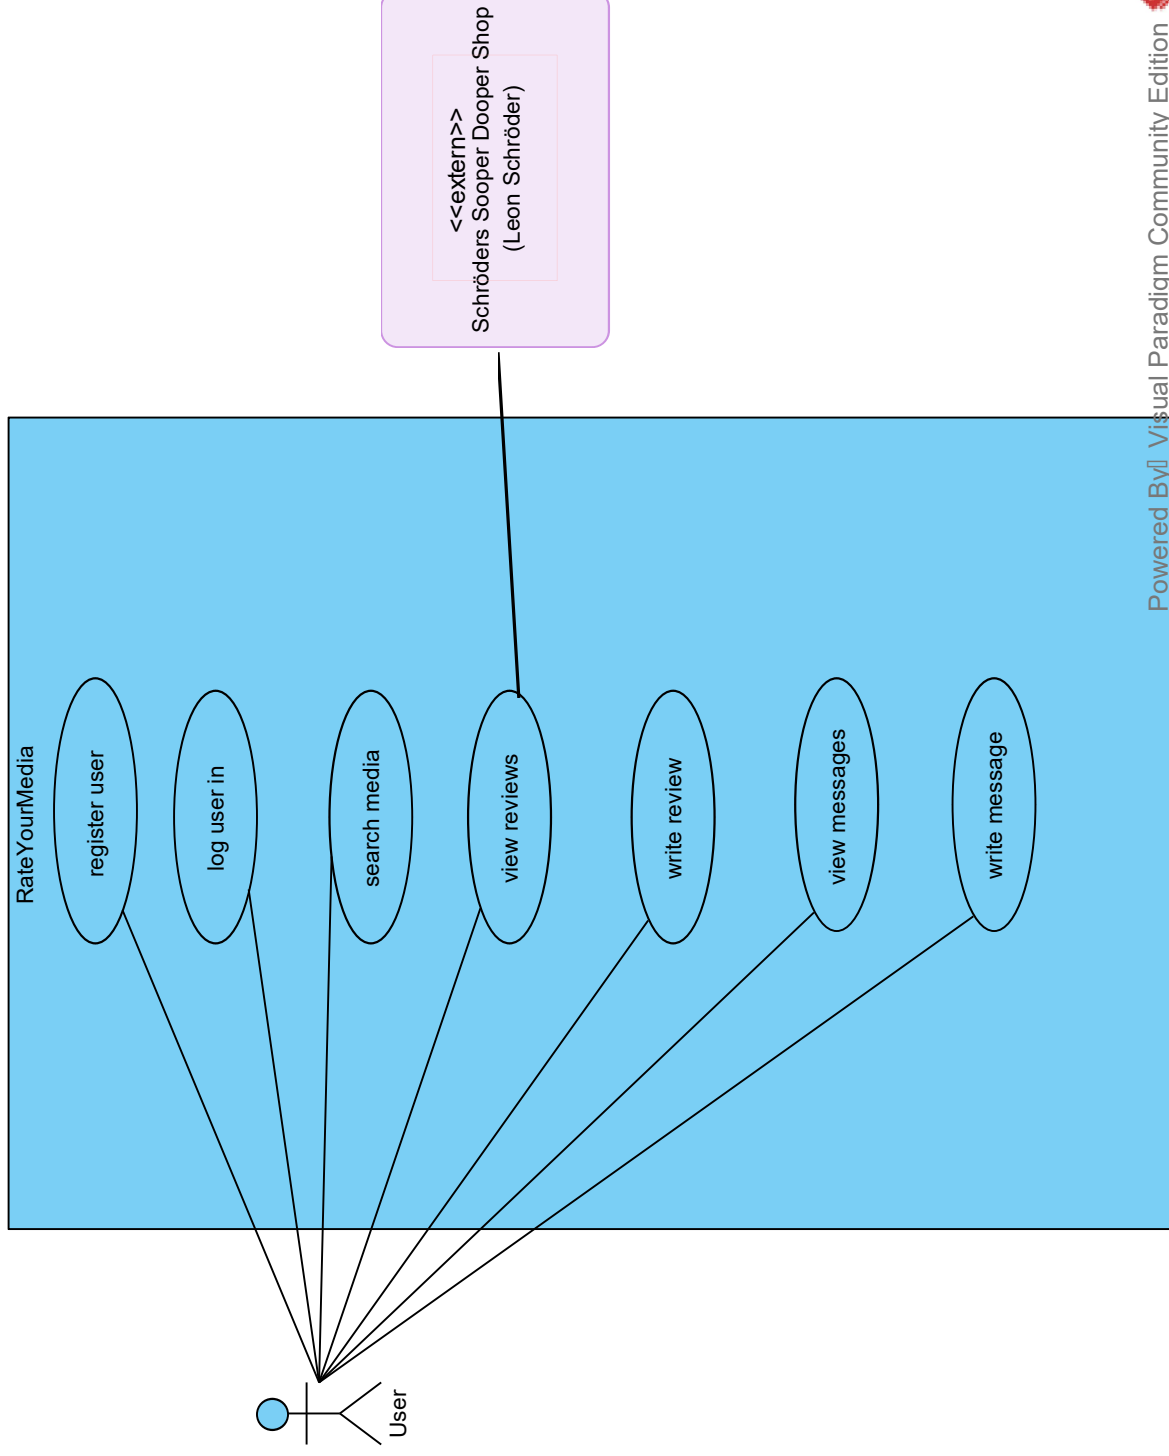 RateYourMedia
register user
log user in
search media
view reviews
write review
view messages
write message
User
<<extern>>
Schröders Sooper Dooper Shop
(Leon Schröder)
Powered By Visual Paradigm Community Edition